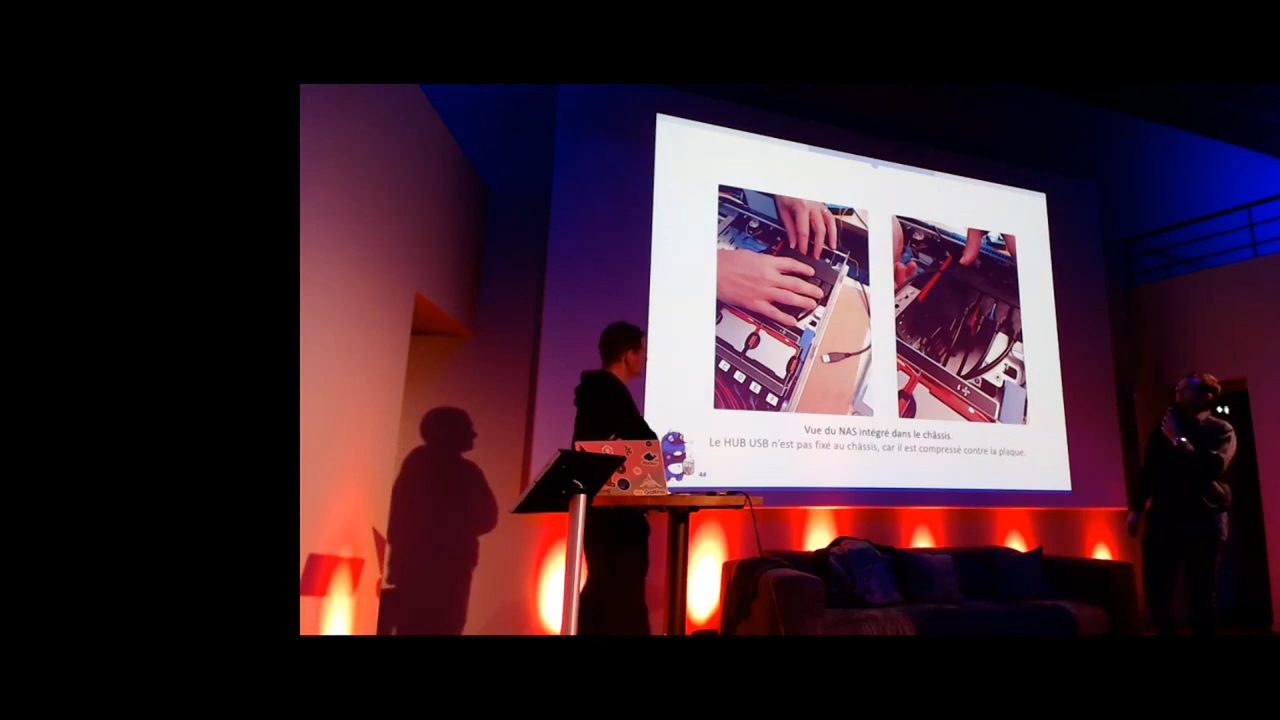 Vue du NAS intégré dans le châssis.
Le HUB USB n'est pas fixé au châssis, car il est compressé contre la plaque.
44